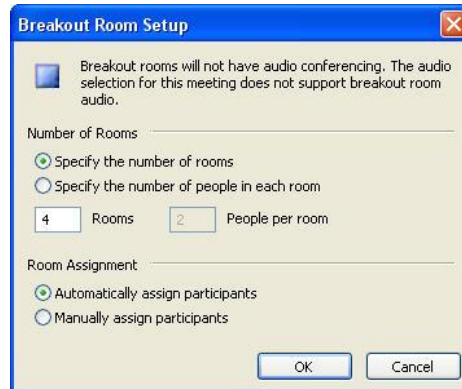 Breakout Room Setup
Breakout rooms will not have audio conferencing. The audio
selection for this meeting does not support breakout room
audio.
Number of Rooms
Specify the number of rooms
Specify the number of people in each room
4 Rooms 2 People per room
Room Assignment
Automatically assign participants
Manually assign participants
OK Cancel